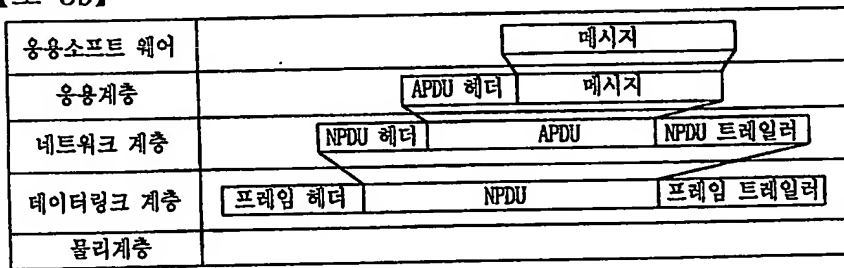 응용소프트 웨어
메시지
응용계층
APDU 헤더
메시지
네트워크 계층
NPDU 헤더
APDU
NPDU 트레일러
데이터링크 계층
프레임 헤더
NPDU
프레임 트레일러
물리계층